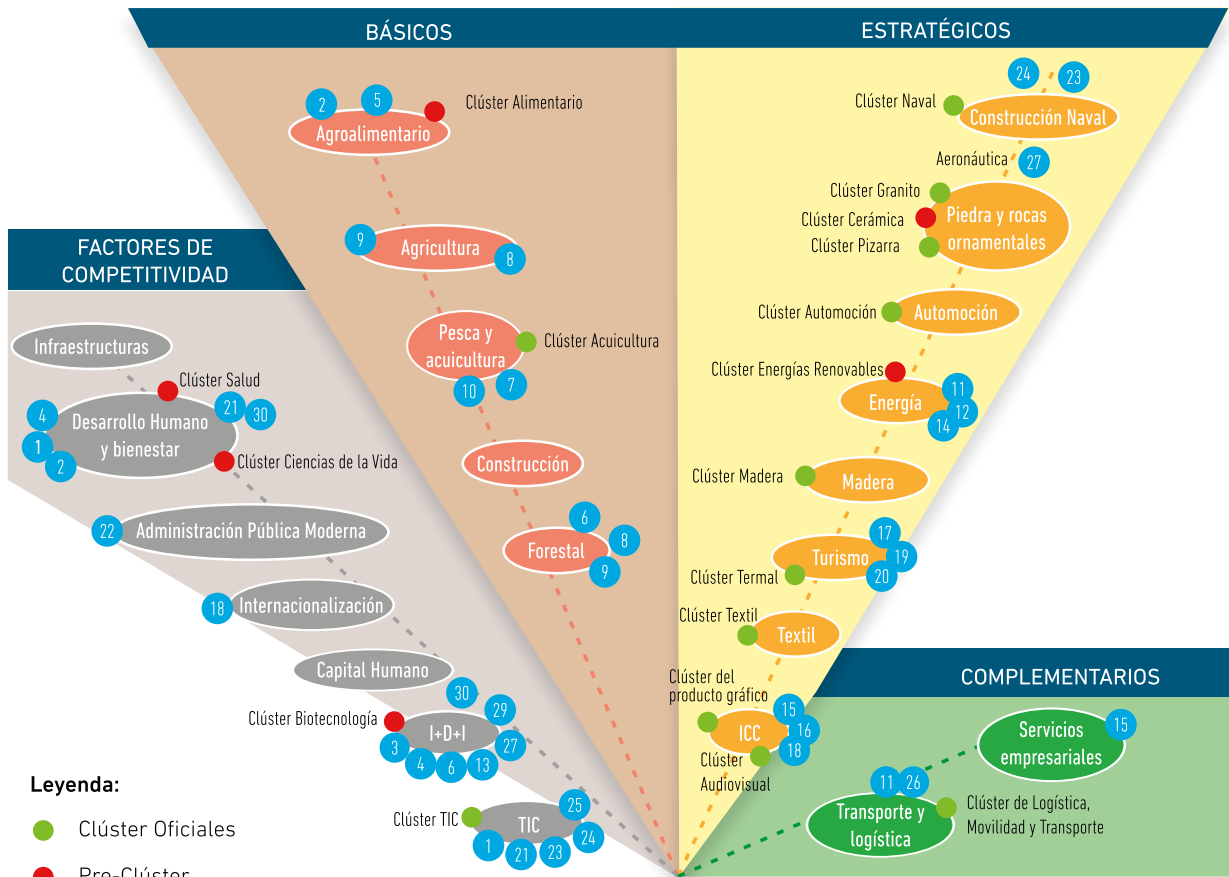 BÁSICOS
ESTRATÉGICOS
2
5
Clúster Alimentario
Agroalimentario
9
Agricultura
8
Pesca y
acuicultura
Clúster Acuicultura
10
7
Construcción
6
Forestal
8
9
24
23
Clúster Naval
Construcción Naval
Aeronáutica
27
Clúster Granito
Clúster Cerámica
Clúster Pizarra
Piedra y rocas
ornamentales
Clúster Automoción
Automoción
Clúster Energías Renovables
Energía
11
12
14
Clúster Madera
Madera
17
Turismo
19
20
Clúster Termal
Clúster Textil
Textil
Clúster del
producto gráfico
ICC
15
16
18
Clúster
Audiovisual
FACTORES DE
COMPETITIVIDAD
Infraestructuras
Clúster Salud
4
1
2
Desarrollo Humano
y bienestar
21
30
Clúster Ciencias de la Vida
22
Administración Pública Moderna
18
Internacionalización
Capital Humano
30
29
Clúster Biotecnología
I+D+I
27
3
4
6
13
25
Clúster TIC
TIC
24
1
21
23
COMPLEMENTARIOS
Servicios
empresariales
15
11
26
Transporte y
logística
Clúster de Logística,
Movilidad y Transporte
Leyenda:
Clúster Oficiales
Pre-Clúster